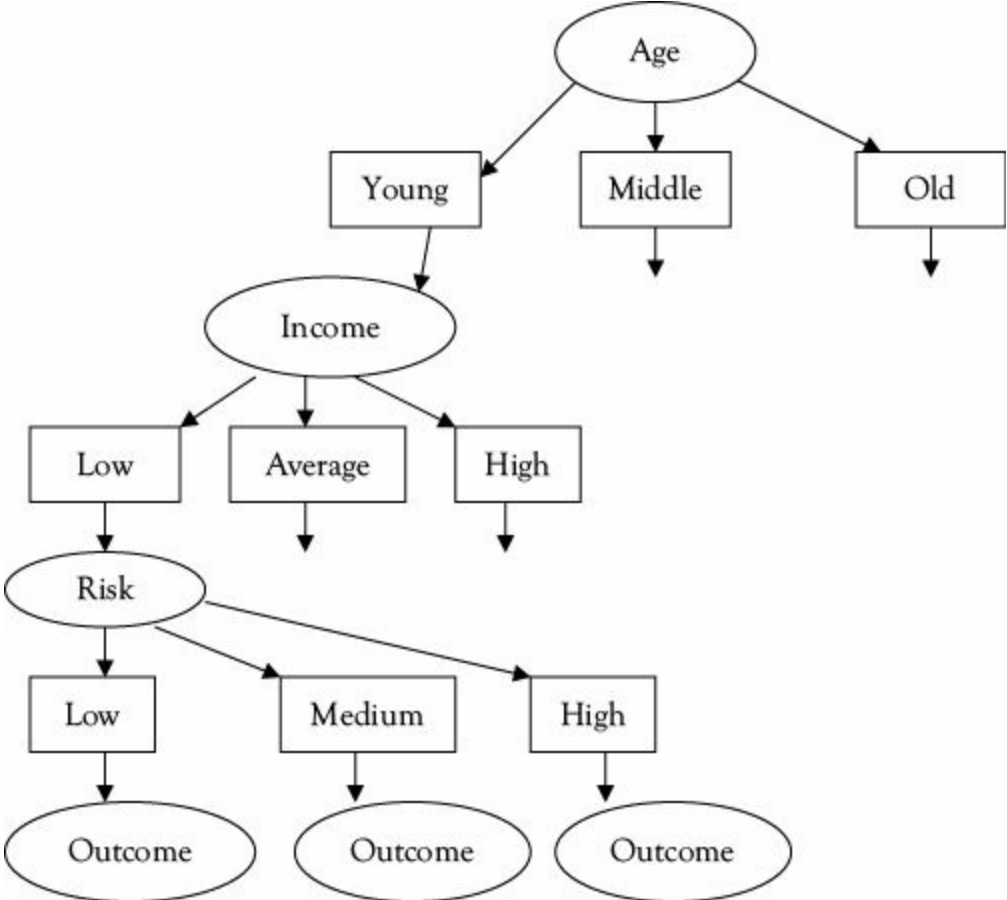 Age
Young
Middle
Old
Income
Low
Average
High
Risk
Low
Medium
High
Outcome
Outcome
Outcome